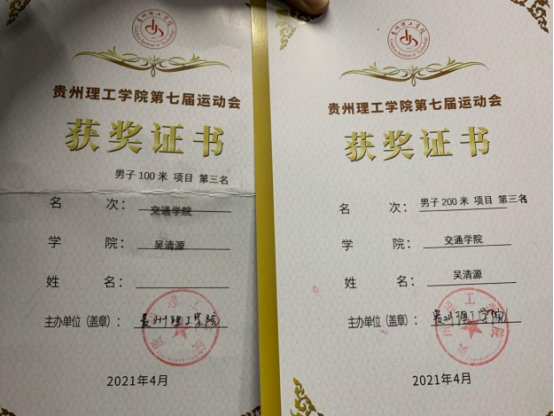 贵州理工学院第七届运动会
获奖证书
男子100米 项目 第三名
名 次：
交通学院
学 院：
吴清源
姓 名：
主办单位（盖章）： 贵州理工学院
2021年4月
贵州理工学院第七届运动会
获奖证书
名 次： 男子200米 项目 第三名
学 院： 交通学院
姓 名： 吴清源
主办单位（盖章）： 贵州理工学院
2021年4月